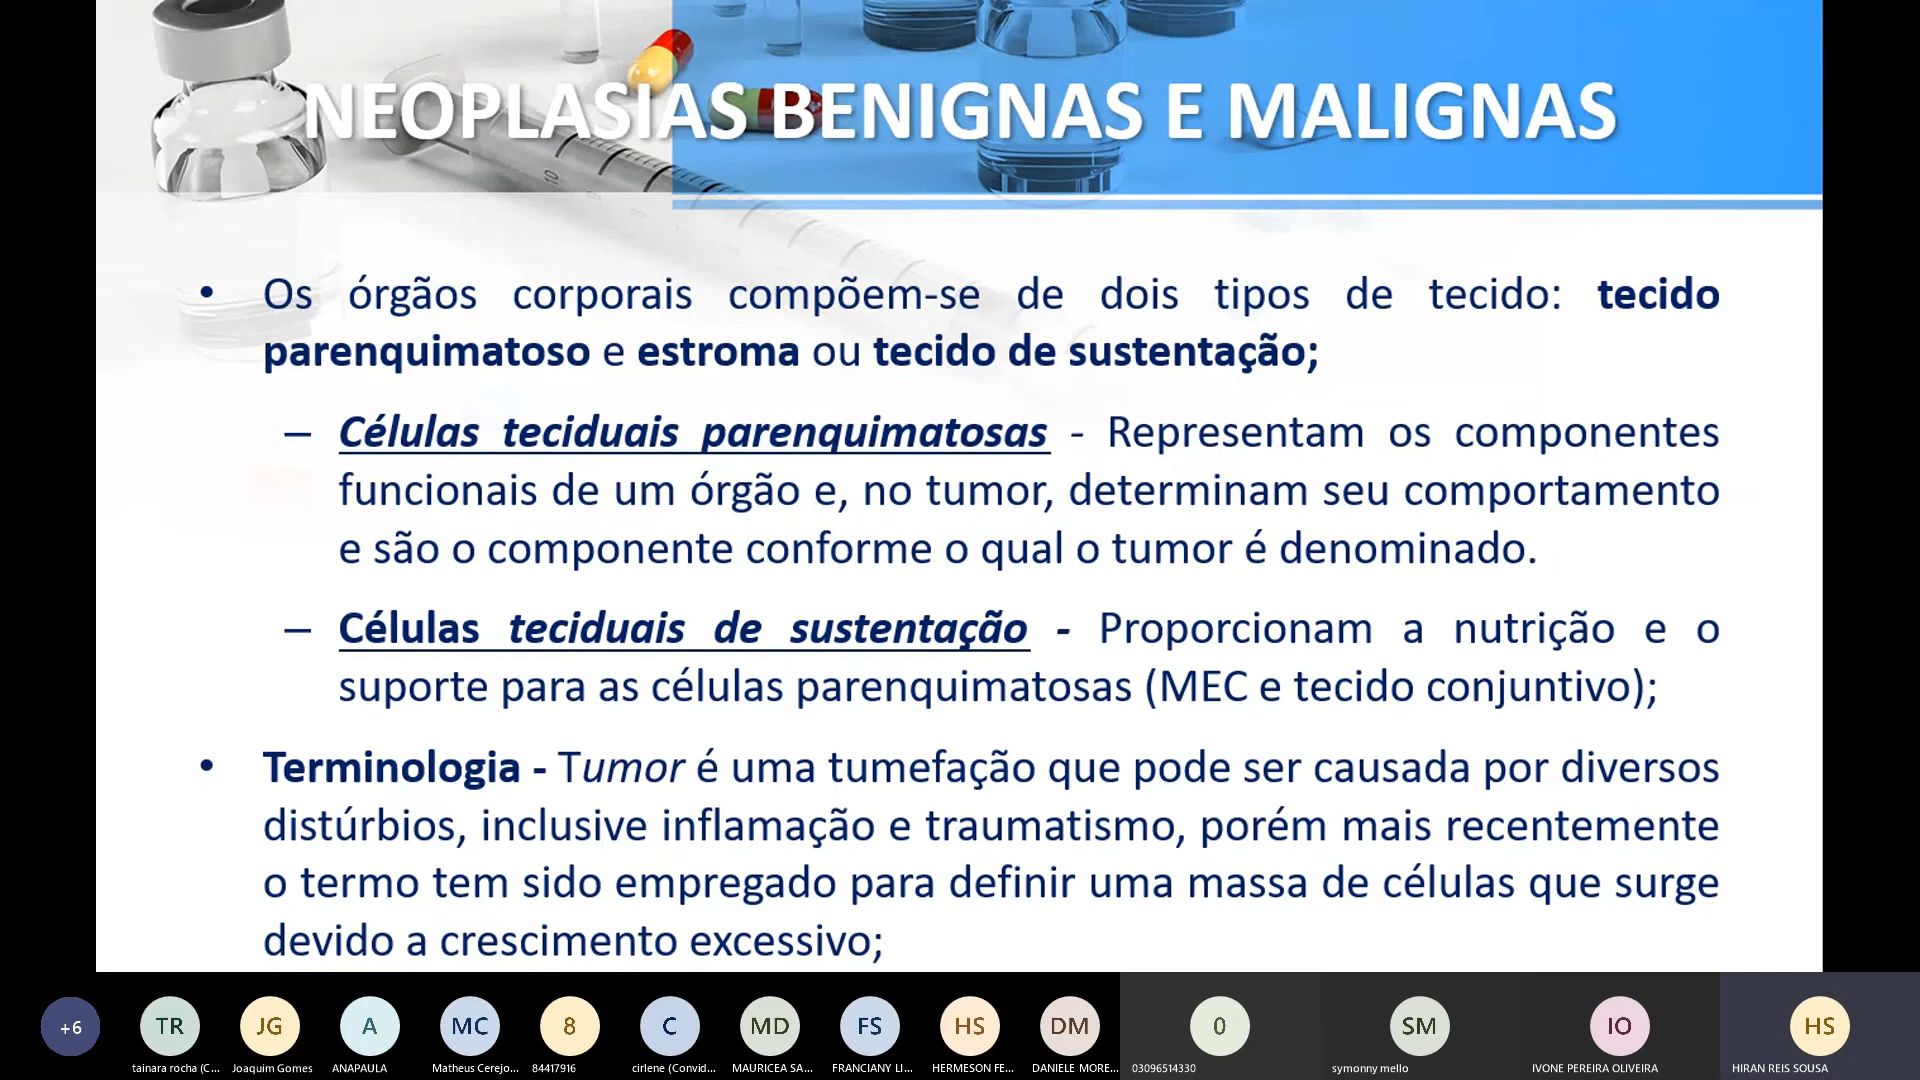 NEOPLASIAS BENIGNAS E MALIGNAS
• Os órgãos corporais compõem-se de dois tipos de tecido: tecido
parenquimatoso e estroma ou tecido de sustentação;
– Células teciduais parenquimatosas - Representam os componentes
funcionais de um órgão e, no tumor, determinam seu comportamento
e são o componente conforme o qual o tumor é denominado.
– Células teciduais de sustentação - Proporcionam a nutrição e o
suporte para as células parenquimatosas (MEC e tecido conjuntivo);
• Terminologia - Tumor é uma tumefação que pode ser causada por diversos
distúrbios, inclusive inflamação e traumatismo, porém mais recentemente
o termo tem sido empregado para definir uma massa de células que surge
devido a crescimento excessivo;
+6 TR JG A MC 8 C MD FS HS DM 0 SM IO HS
tainara rocha (C... Joaquim Gomes ANAPAULA Matheus Cerejo... 84417916 cirlene (Convid... MAURICEA SA... FRANCIANY LI... HERMESON FE... DANIELE MORE... 03096514330 symonny mello IVONE PEREIRA OLIVEIRA HIRAN REIS SOUSA